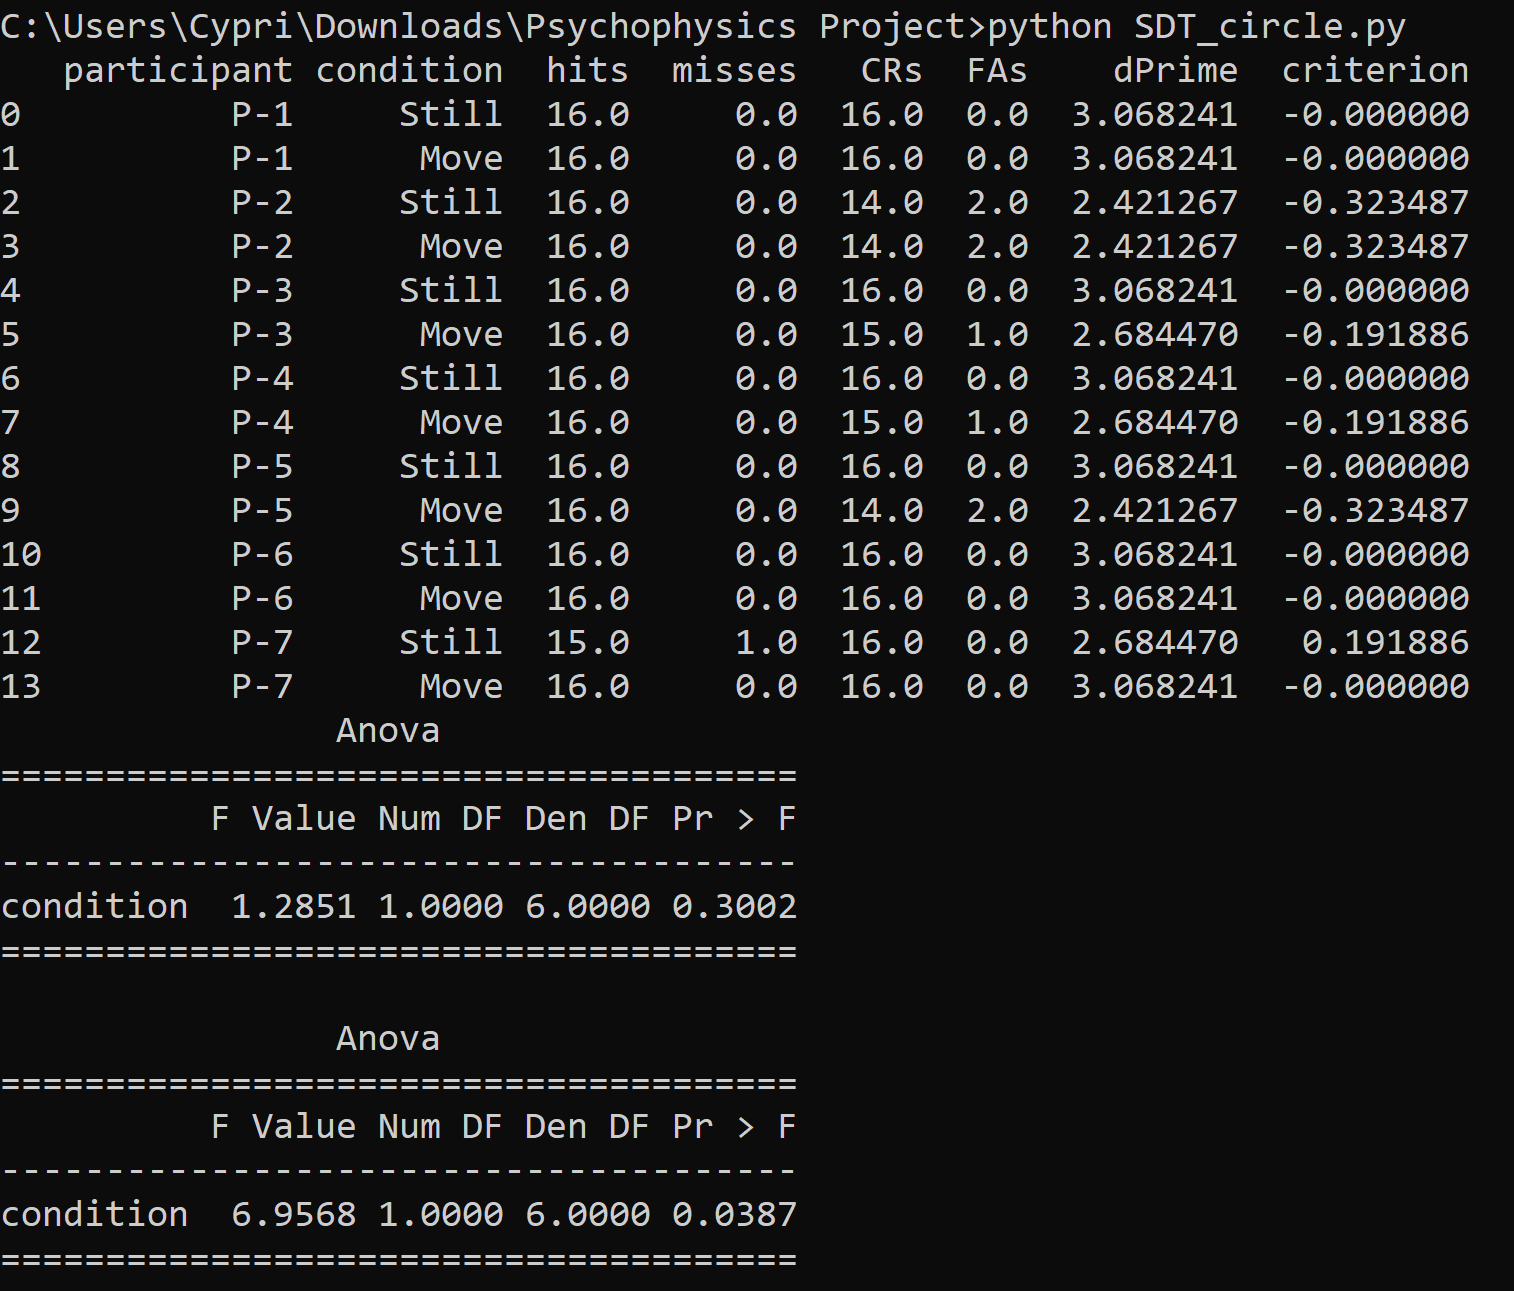 C:\Users\Cypri\Downloads\Psychophysics Project>python SDT_circle.py
   participant condition  hits  misses   CRs  FAs    dPrime  criterion
0          P-1     Still  16.0     0.0  16.0  0.0  3.068241  -0.000000
1          P-1      Move  16.0     0.0  16.0  0.0  3.068241  -0.000000
2          P-2     Still  16.0     0.0  14.0  2.0  2.421267  -0.323487
3          P-2      Move  16.0     0.0  14.0  2.0  2.421267  -0.323487
4          P-3     Still  16.0     0.0  16.0  0.0  3.068241  -0.000000
5          P-3      Move  16.0     0.0  15.0  1.0  2.684470  -0.191886
6          P-4     Still  16.0     0.0  16.0  0.0  3.068241  -0.000000
7          P-4      Move  16.0     0.0  15.0  1.0  2.684470  -0.191886
8          P-5     Still  16.0     0.0  16.0  0.0  3.068241  -0.000000
9          P-5      Move  16.0     0.0  14.0  2.0  2.421267  -0.323487
10         P-6     Still  16.0     0.0  16.0  0.0  3.068241  -0.000000
11         P-6      Move  16.0     0.0  16.0  0.0  3.068241  -0.000000
12         P-7     Still  15.0     1.0  16.0  0.0  2.684470   0.191886
13         P-7      Move  16.0     0.0  16.0  0.0  3.068241  -0.000000
                Anova
======================================
          F Value Num DF Den DF Pr > F
--------------------------------------
condition  1.2851 1.0000 6.0000 0.3002
======================================

                Anova
======================================
          F Value Num DF Den DF Pr > F
--------------------------------------
condition  6.9568 1.0000 6.0000 0.0387
======================================